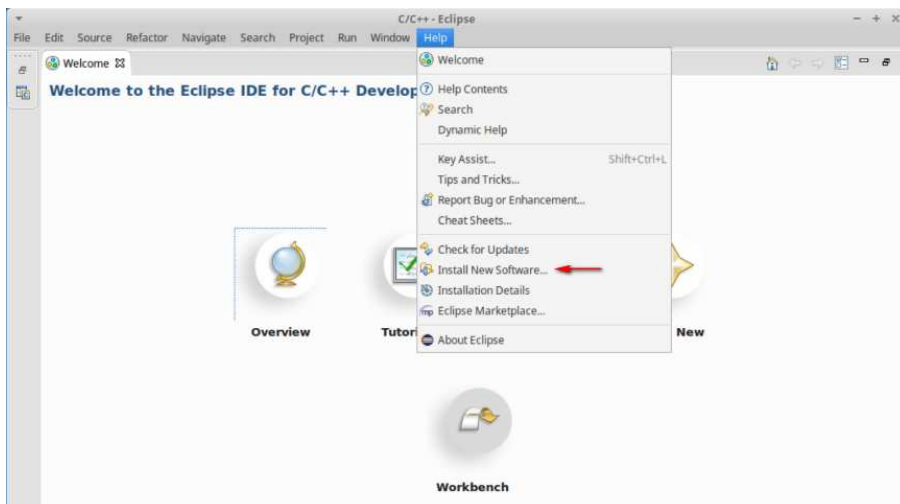 C/C++ - Eclipse
File Edit Source Refactor Navigate Search Project Run Window Help
Welcome
Welcome to the Eclipse IDE for C/C++ Develop
Welcome
Help Contents
Search
Dynamic Help
Key Assist... Shift+Ctrl+L
Tips and Tricks...
Report Bug or Enhancement...
Cheat Sheets...
Check for Updates
Install New Software...
Installation Details
Eclipse Marketplace...
About Eclipse
Overview Tutori New
Workbench